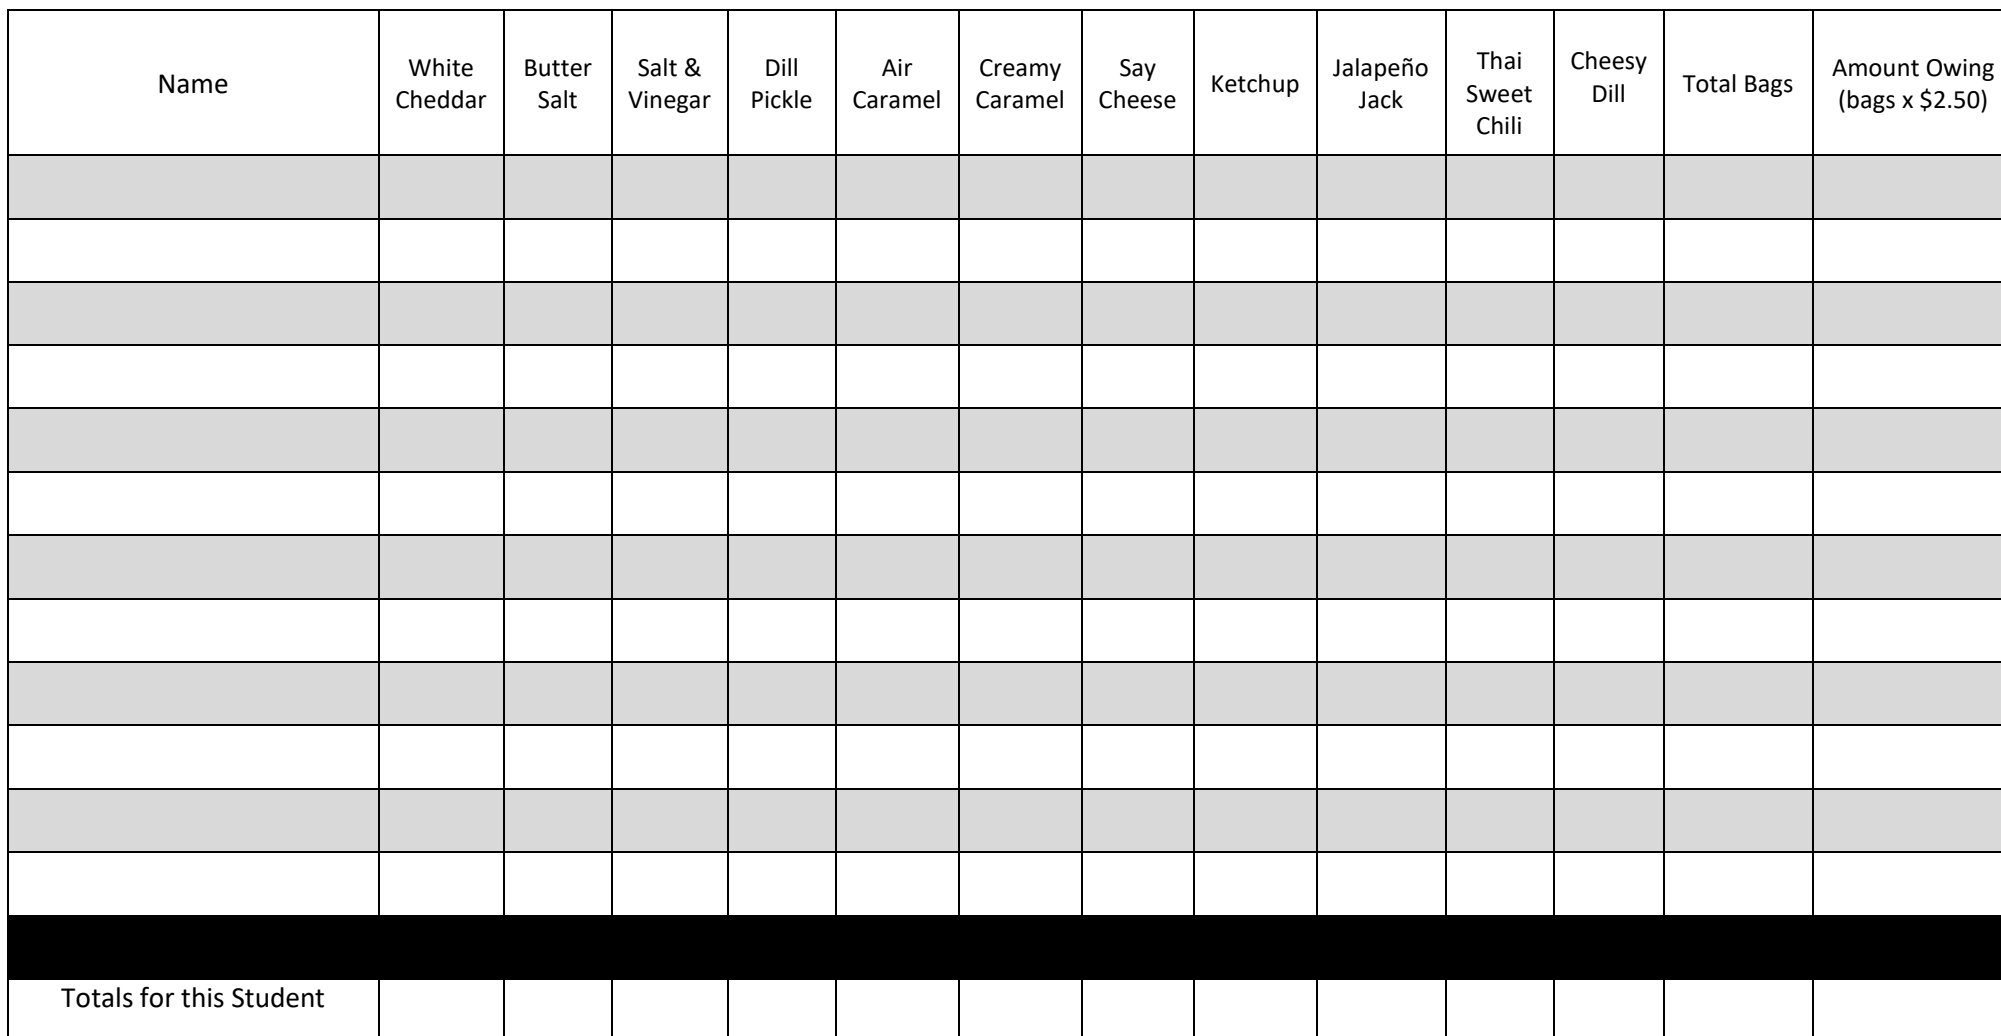 Name
White
Cheddar
Butter
Salt
Salt &
Vinegar
Dill
Pickle
Air
Caramel
Creamy
Caramel
Say
Cheese
Ketchup
Jalapeño
Jack
Thai
Sweet
Chili
Cheesy
Dill
Total Bags
Amount Owing
(bags x $2.50)
Totals for this Student